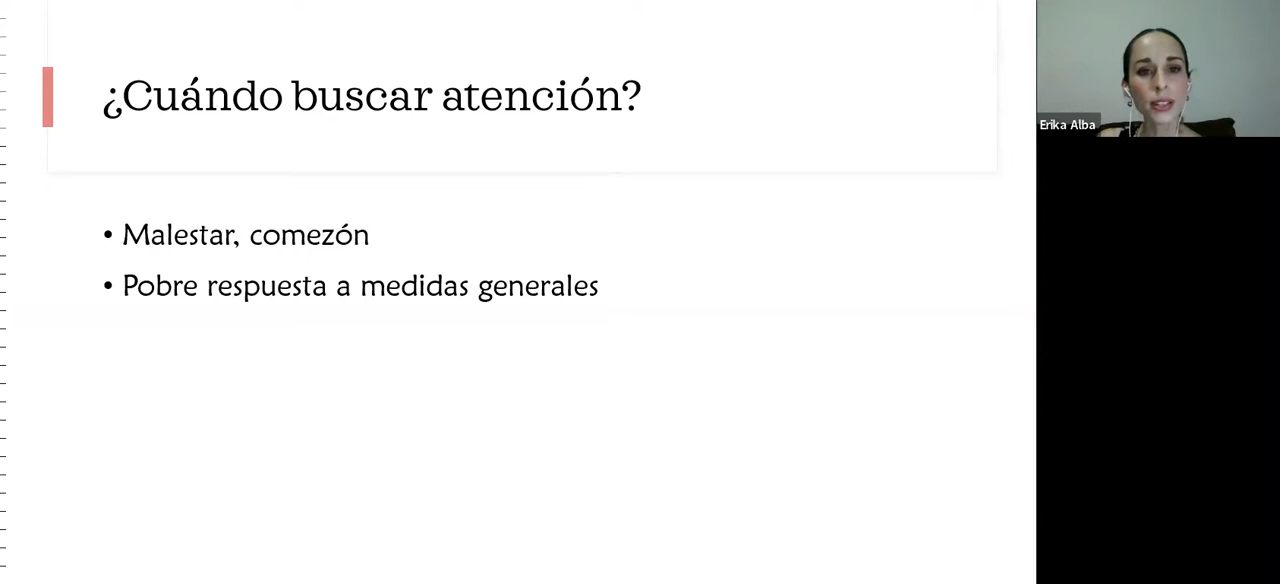 ¿Cuándo buscar atención?
• Malestar, comezón
• Pobre respuesta a medidas generales
Erika Alba